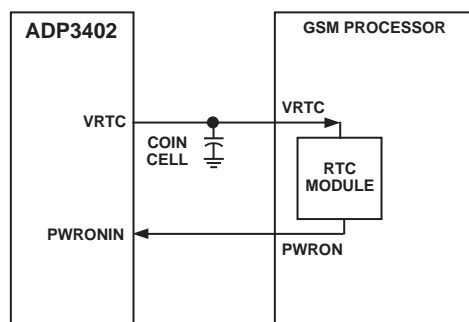 ADP3402
GSM PROCESSOR
VRTC
VRTC
COIN
CELL
RTC
MODULE
PWRONIN
PWRON